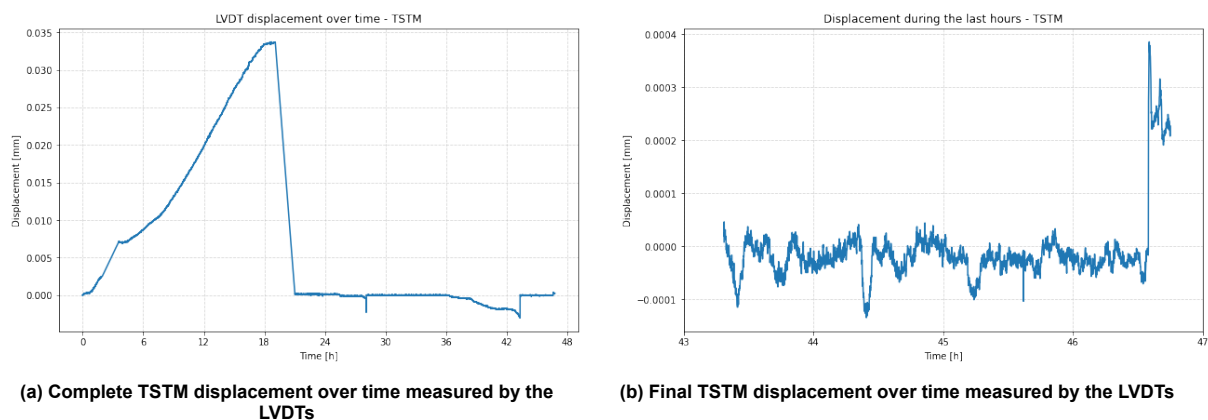 LVDT displacement over time - TSTM
Displacement [mm]
0.035
0.030
0.025
0.020
0.015
0.010
0.005
0.000
0 6 12 18 24 30 36 42 48
Time [h]
(a) Complete TSTM displacement over time measured by the
LVDTs
Displacement during the last hours - TSTM
Displacement [mm]
0.0004
0.0003
0.0002
0.0001
0.0000
−0.0001
43 44 45 46 47
Time [h]
(b) Final TSTM displacement over time measured by the LVDTs